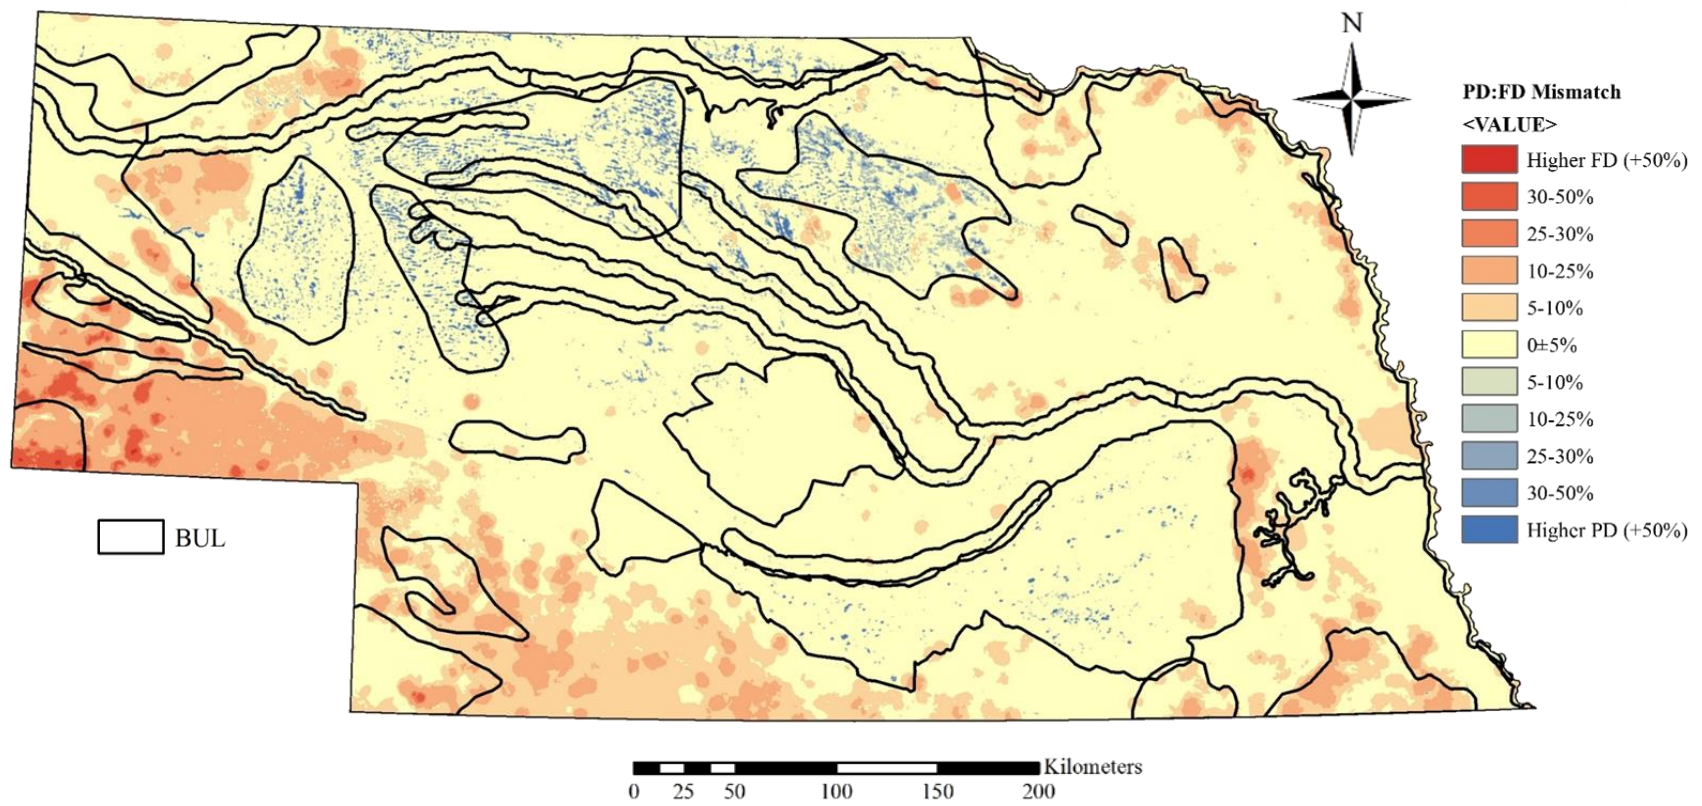 N
PD:FD Mismatch
<VALUE>
Higher FD (+50%)
30-50%
25-30%
10-25%
5-10%
0±5%
5-10%
10-25%
25-30%
30-50%
Higher PD (+50%)
BUL
Kilometers
0 25 50 100 150 200